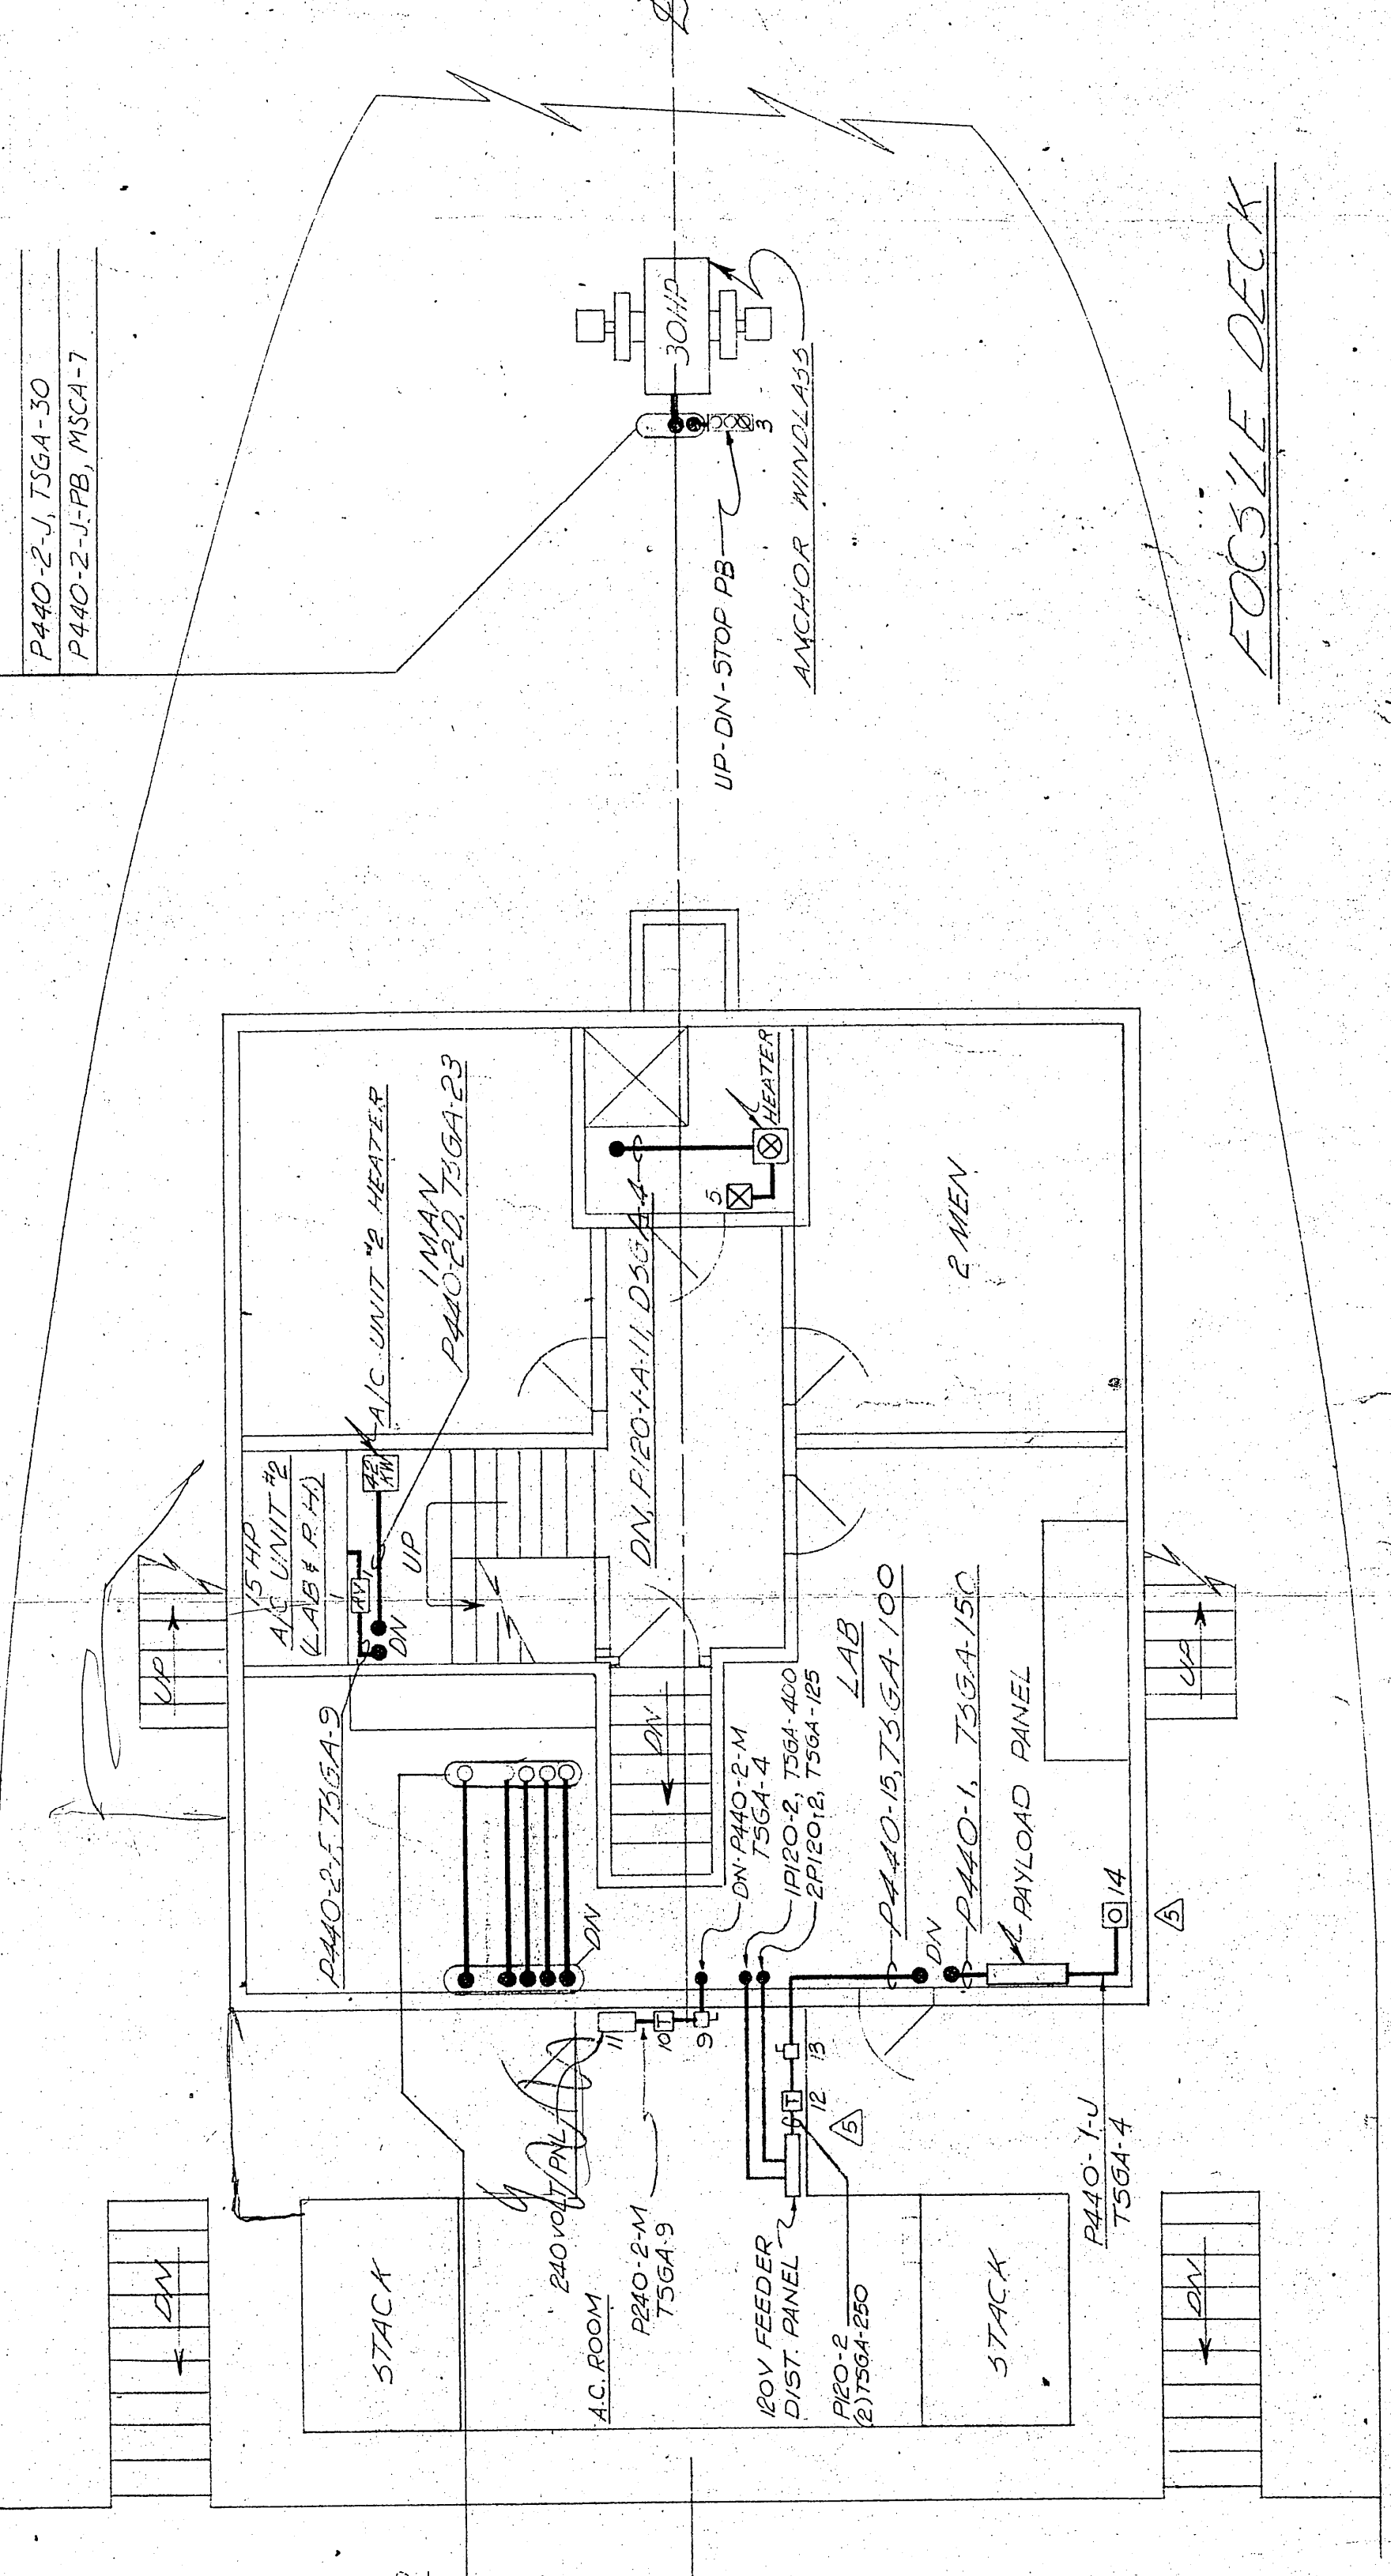 P440-2-J, TSGA-30
P440-2-J-PB, MSCA-7
30HP
3
UP-DN-STOP PB
ANCHOR WINDLASS
FOCS'LE DECK
A/C UNIT #2 HEATER
1 MAN
P440-2D, TSGA-23
HEATER
5
DN, P120-1-A-11, DSGA-4
2 MEN
15 HP
A/C UNIT #2
(LAB & R.H.)
42
KW
UP
UP
DN
P440-2-F, TSGA-9
DN
DN
DN-P440-2-M
TSGA-4
1P120-2, TSGA-400
2P120-2, TSGA-125
LAB
P440-15, TSGA-100
DN
P440-1, TSGA-150
PAYLOAD PANEL
UP
14
5
11
10
T
9
13
12
T
5
240 VOLT PNL
P240-2-M
TSGA-9
A.C. ROOM
120V FEEDER
DIST. PANEL
P120-2
(2)TSGA-250
P440-1-J
TSGA-4
DN
STACK
STACK
DN